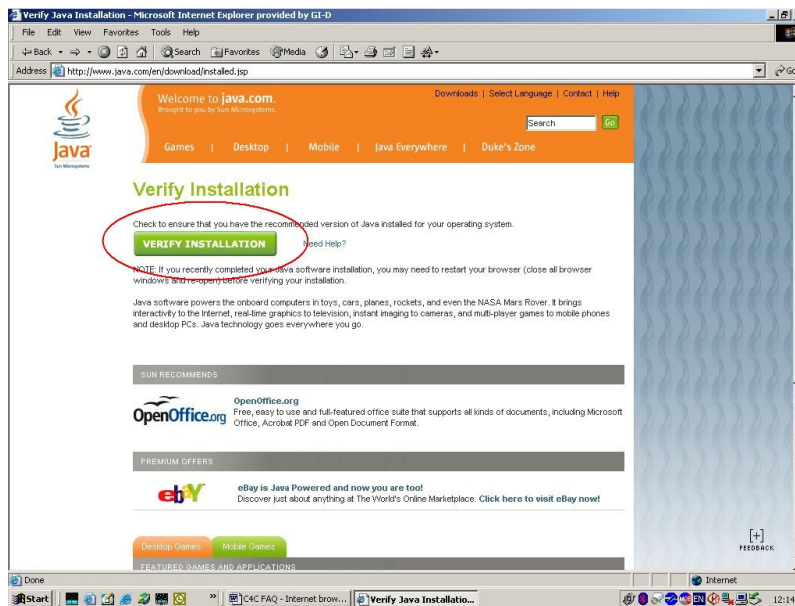 Verify Java Installation - Microsoft Internet Explorer provided by GI-D
File Edit View Favorites Tools Help
Back Search Favorites Media
Address http://www.java.com/en/download/installed.jsp Go
Welcome to java.com.
Brought to you by Sun Microsystems.
Downloads | Select Language | Contact | Help
Search Go
Java
Sun Microsystems
Games | Desktop | Mobile | Java Everywhere | Duke's Zone
Verify Installation
Check to ensure that you have the recommended version of Java installed for your operating system.
VERIFY INSTALLATION Need Help?
NOTE: If you recently completed your Java software installation, you may need to restart your browser (close all browser
windows and re-open) before verifying your installation.
Java software powers the onboard computers in toys, cars, planes, rockets, and even the NASA Mars Rover. It brings
interactivity to the Internet, real-time graphics to television, instant imaging to cameras, and multi-player games to mobile phones
and desktop PCs. Java technology goes everywhere you go.
SUN RECOMMENDS
OpenOffice.org
OpenOffice.org
Free, easy to use and full-featured office suite that supports all kinds of documents, including Microsoft
Office, Acrobat PDF and Open Document Format.
PREMIUM OFFERS
ebY
eBay is Java Powered and now you are too!
Discover just about anything at The World's Online Marketplace. Click here to visit eBay now!
[+]
FEEDBACK
Desktop Games Mobile Games
FEATURED GAMES AND APPLICATIONS
Done Internet
Start » C4C FAQ - Internet brow... Verify Java Installatio... EN 12:14